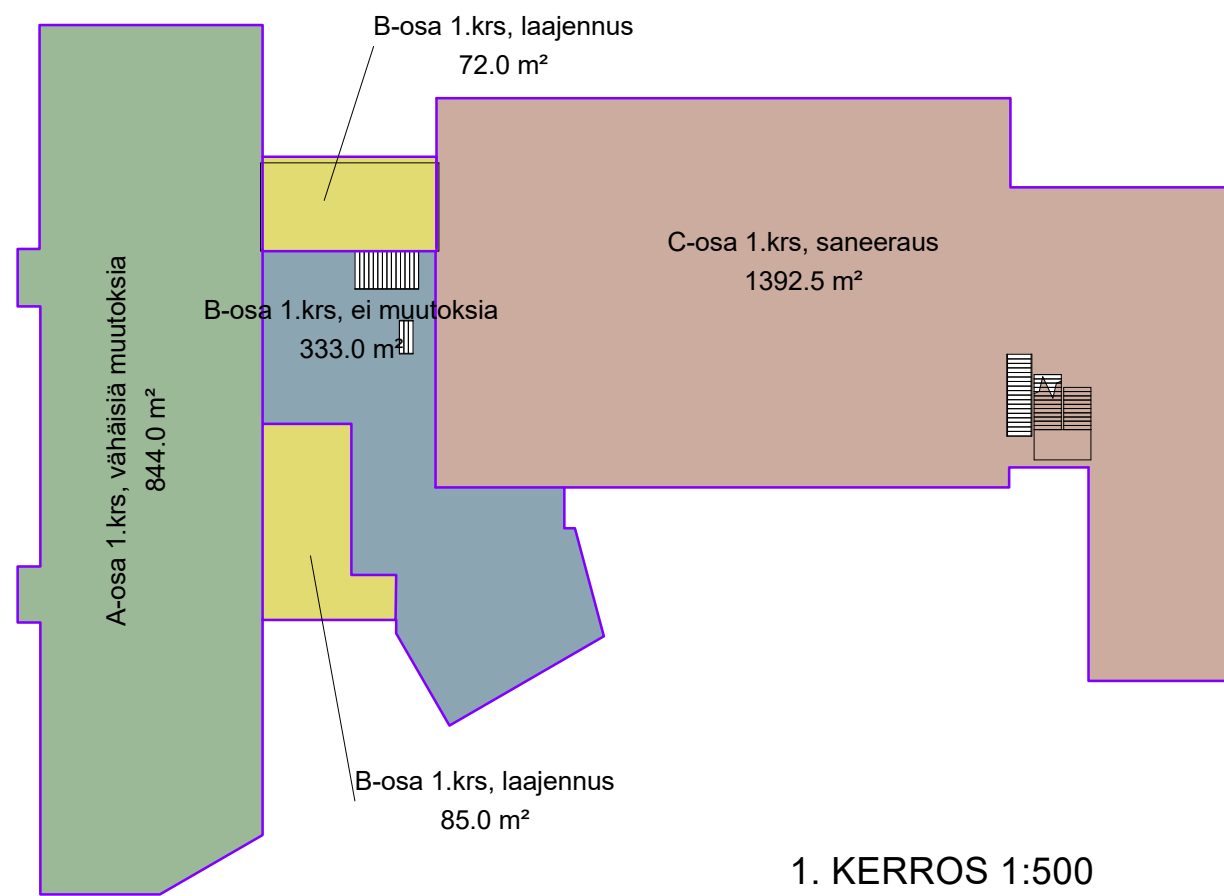 B-osa 1.krs, laajennus
72.0 m²
C-osa 1.krs, saneeraus
1392.5 m²
B-osa 1.krs, ei muutoksia
333.0 m²
A-osa 1.krs, vähäisiä muutoksia
844.0 m²
B-osa 1.krs, laajennus
85.0 m²
1. KERROS 1:500